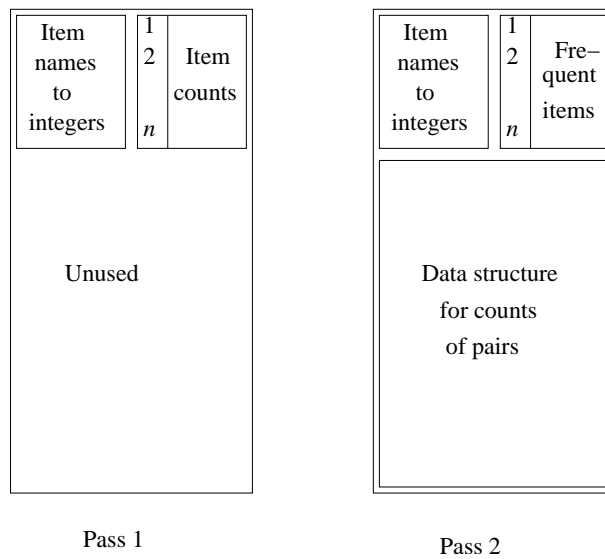 Item
names
to
integers
1
2
n
Item
counts
Unused
Pass 1
Item
names
to
integers
1
2
n
Fre–
quent
items
Data structure
for counts
of pairs
Pass 2